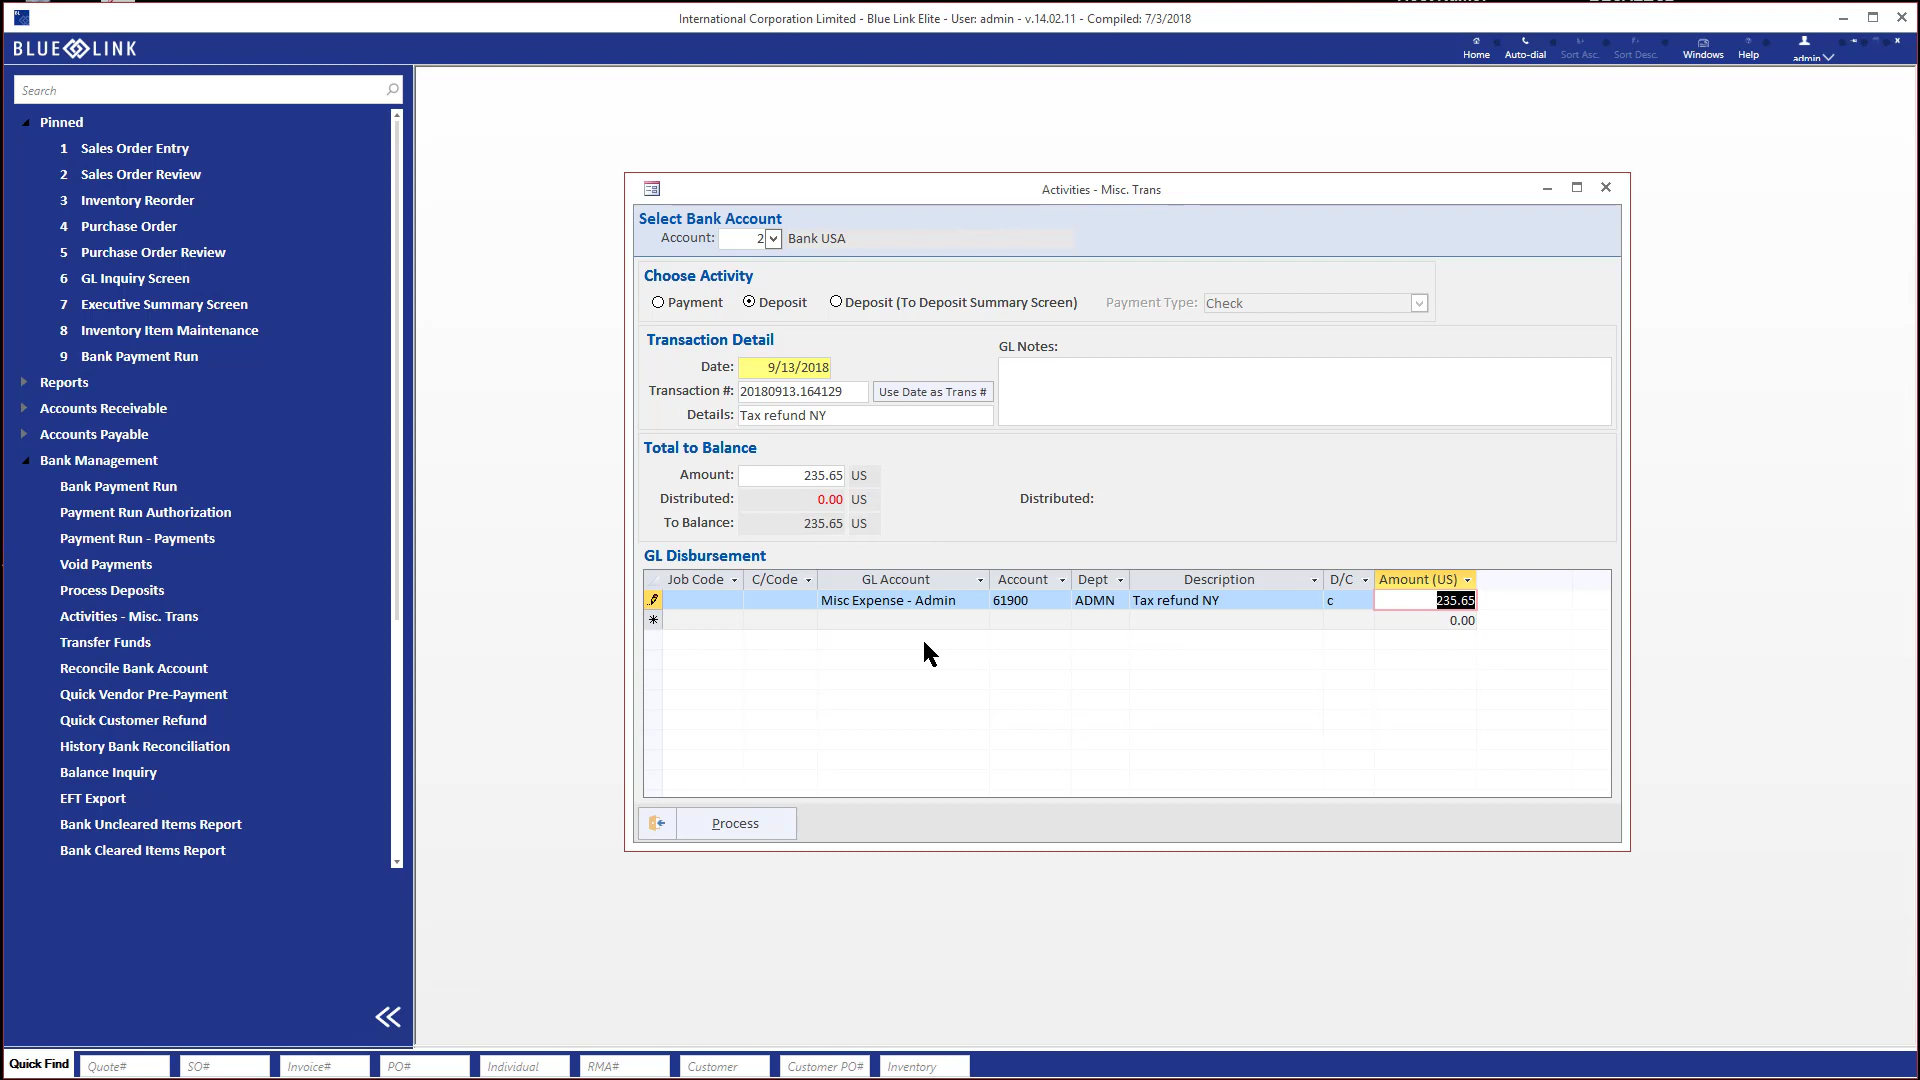 International Corporation Limited - Blue Link Elite - User: admin - v.14.02.11 - Compiled: 7/3/2018
BLUE LINK
Home Auto-dial Sort Asc. Sort Desc. Windows Help admin
Search
Pinned
1 Sales Order Entry
2 Sales Order Review
3 Inventory Reorder
4 Purchase Order
5 Purchase Order Review
6 GL Inquiry Screen
7 Executive Summary Screen
8 Inventory Item Maintenance
9 Bank Payment Run
Reports
Accounts Receivable
Accounts Payable
Bank Management
Bank Payment Run
Payment Run Authorization
Payment Run - Payments
Void Payments
Process Deposits
Activities - Misc. Trans
Transfer Funds
Reconcile Bank Account
Quick Vendor Pre-Payment
Quick Customer Refund
History Bank Reconciliation
Balance Inquiry
EFT Export
Bank Uncleared Items Report
Bank Cleared Items Report
Activities - Misc. Trans
Select Bank Account
Account: 2 Bank USA
Choose Activity
Payment Deposit Deposit (To Deposit Summary Screen) Payment Type: Check
Transaction Detail
GL Notes:
Date: 9/13/2018
Transaction #: 20180913.164129 Use Date as Trans #
Details: Tax refund NY
Total to Balance
Amount: 235.65 US
Distributed: 0.00 US Distributed:
To Balance: 235.65 US
GL Disbursement
Job Code C/Code GL Account Account Dept Description D/C Amount (US)
Misc Expense - Admin 61900 ADMN Tax refund NY c 235.65
0.00
Process
Quick Find Quote# SO# Invoice# PO# Individual RMA# Customer Customer PO# Inventory